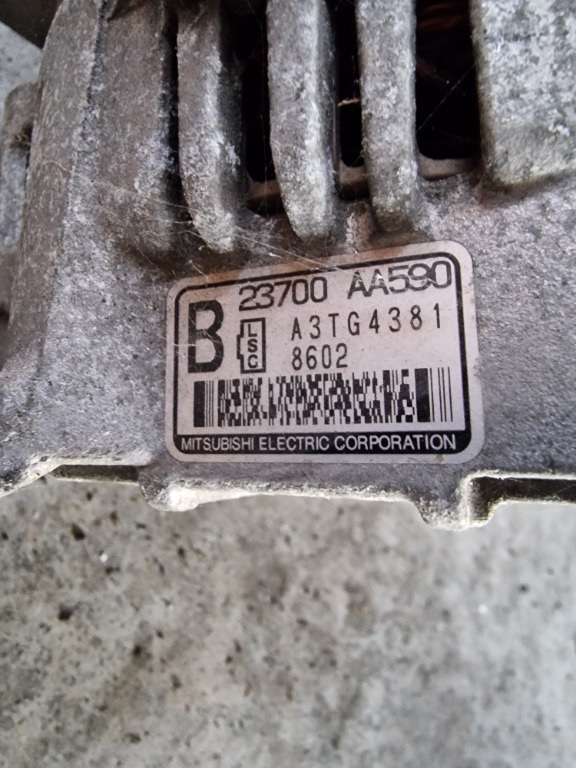 B
23700 AA590
LSC
A3TG4381
8602
MITSUBISHI ELECTRIC CORPORATION